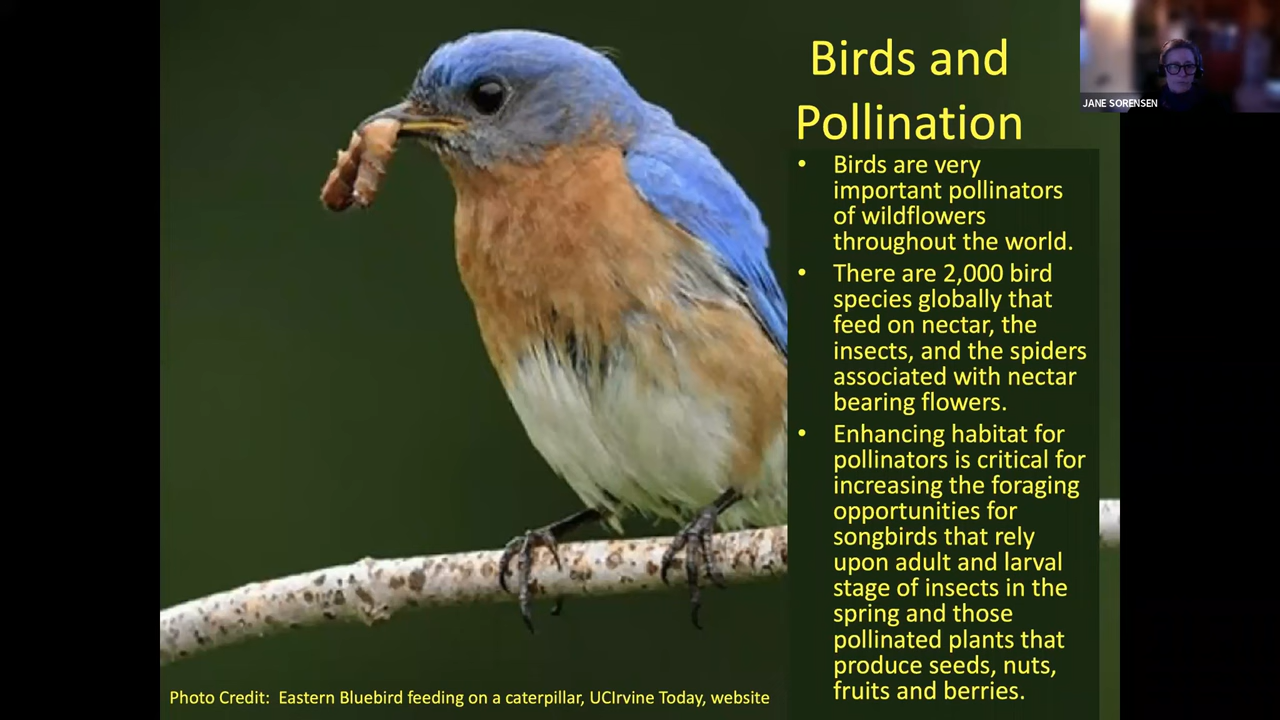 Birds and
Pollination
JANE SORENSEN
• Birds are very
important pollinators
of wildflowers
throughout the world.
• There are 2,000 bird
species globally that
feed on nectar, the
insects, and the spiders
associated with nectar
bearing flowers.
• Enhancing habitat for
pollinators is critical for
increasing the foraging
opportunities for
songbirds that rely
upon adult and larval
stage of insects in the
spring and those
pollinated plants that
produce seeds, nuts,
fruits and berries.
Photo Credit: Eastern Bluebird feeding on a caterpillar, UCIrvine Today, website